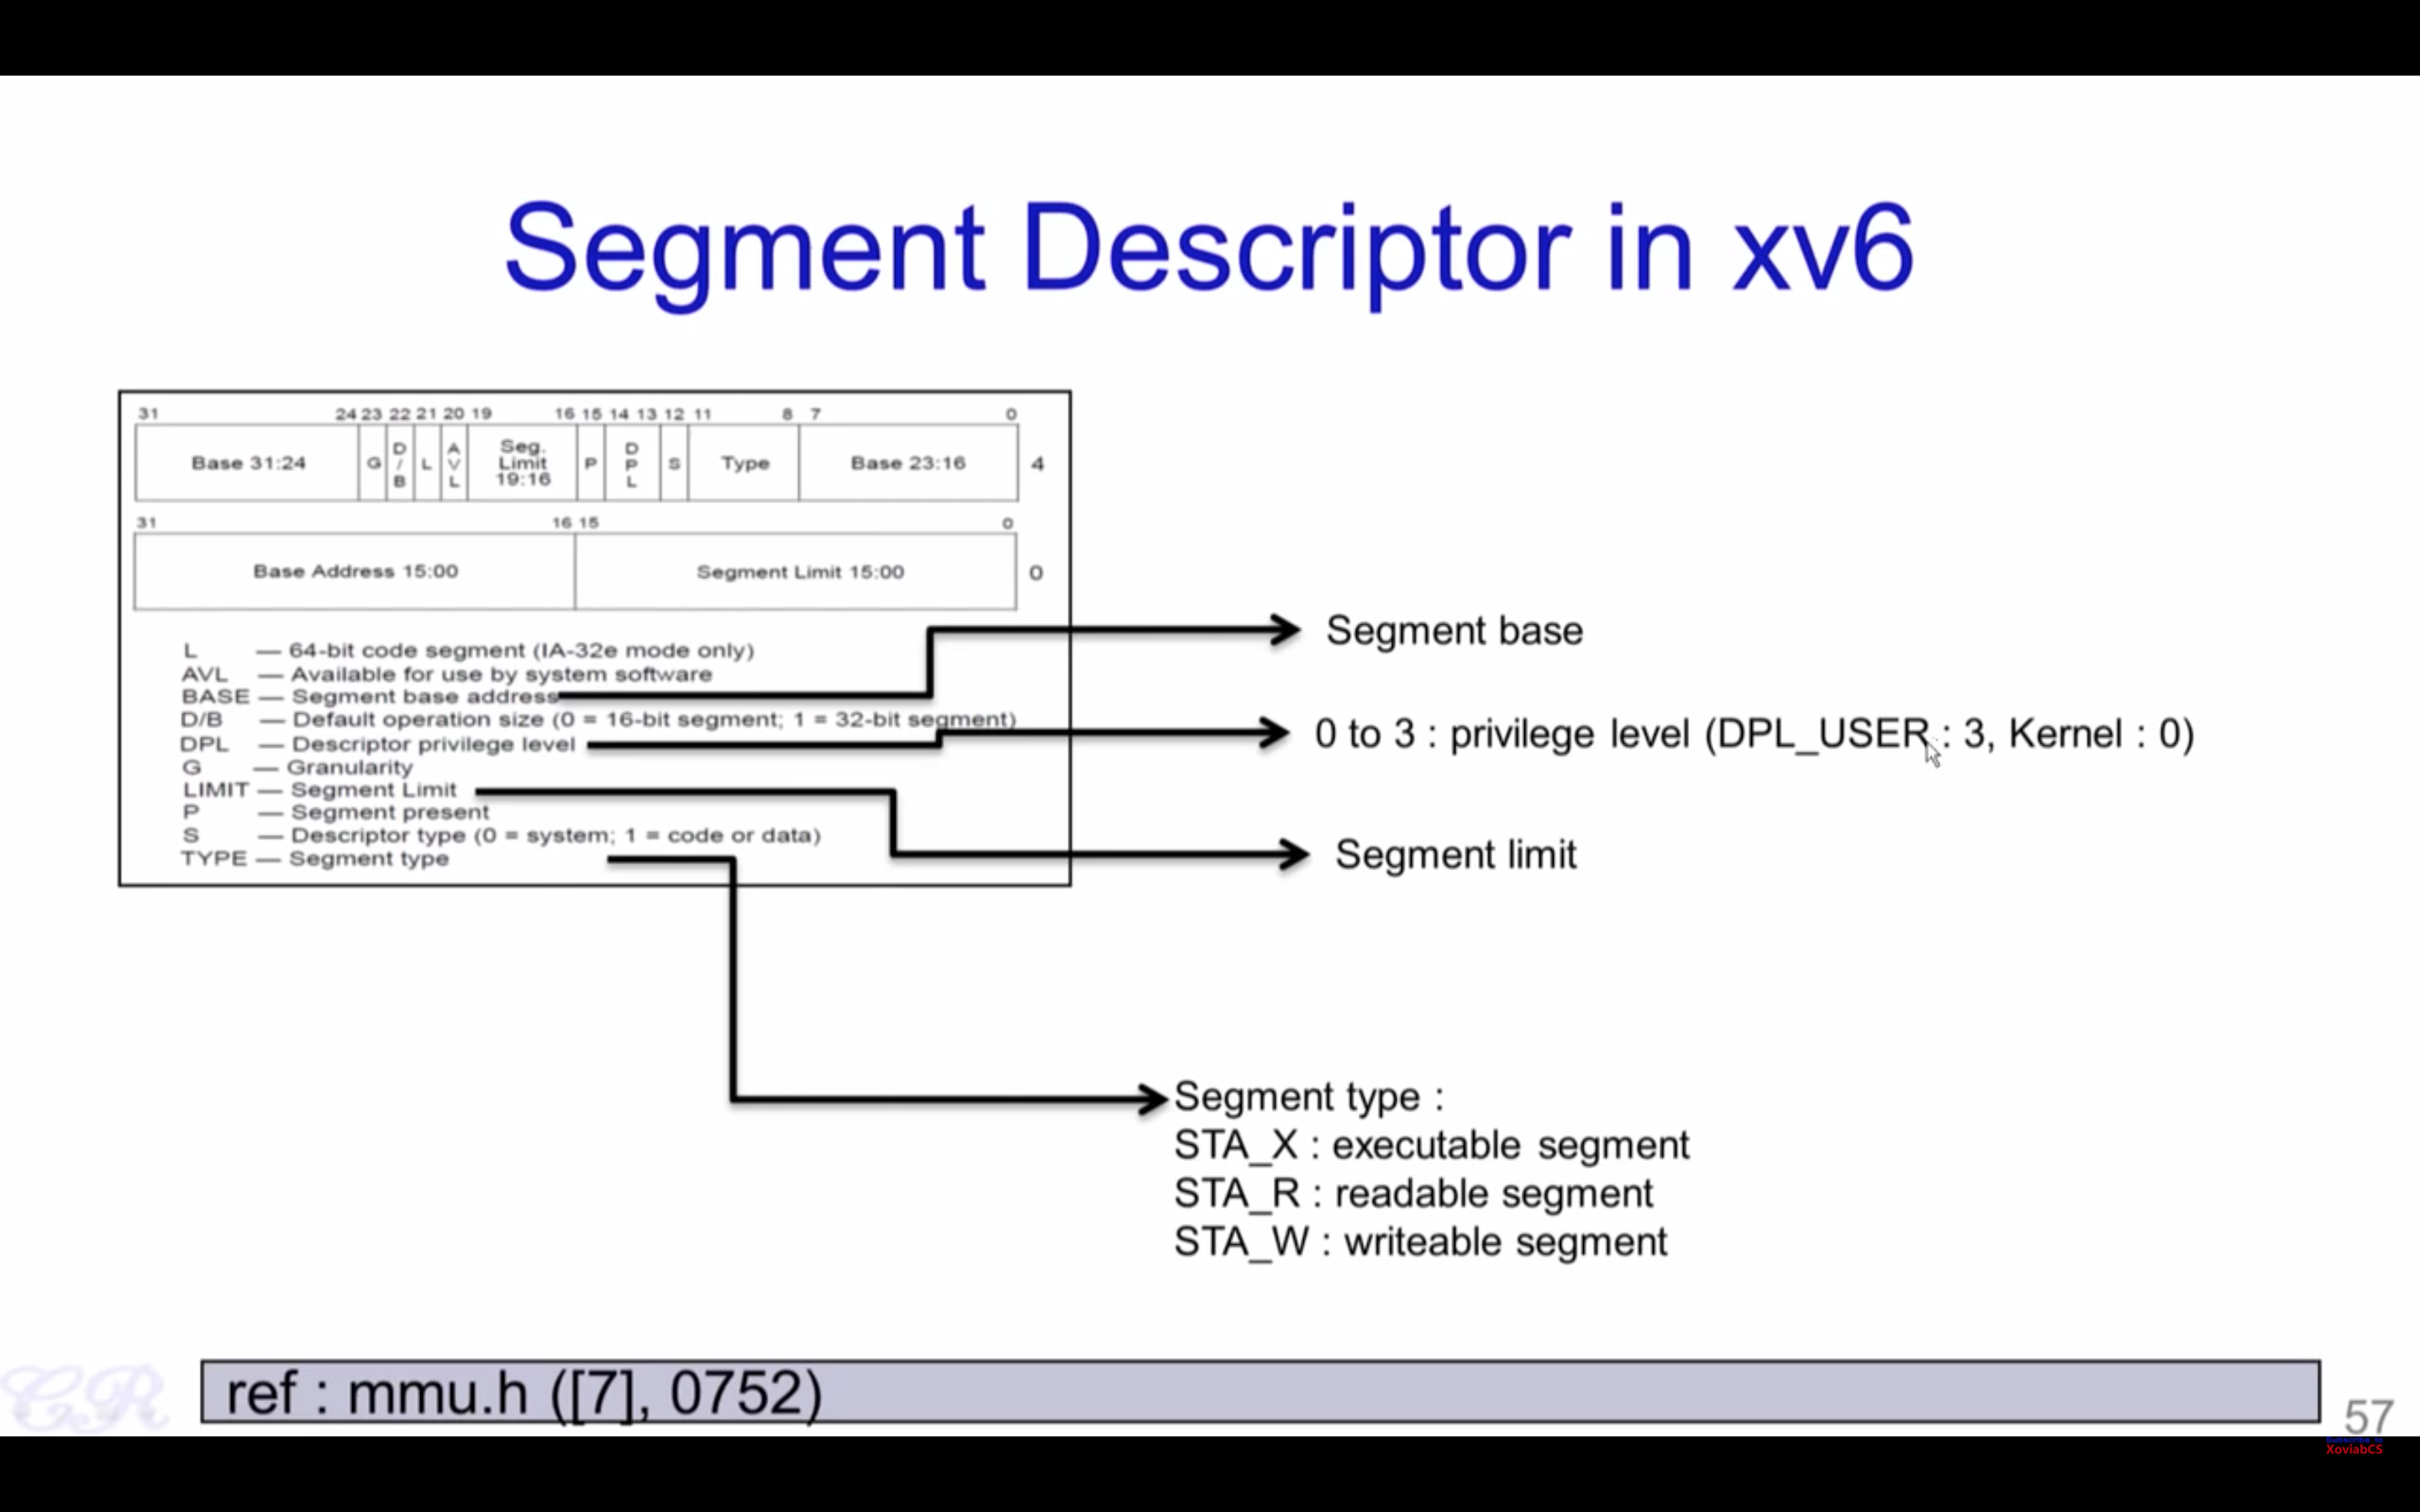 Segment Descriptor in xv6
31 24 23 22 21 20 19 16 15 14 13 12 11 8 7 0
Base 31:24 G D/B L AVL Seg. Limit 19:16 P DPL S Type Base 23:16 4
31 16 15 0
Base Address 15:00 Segment Limit 15:00 0
L — 64-bit code segment (IA-32e mode only)
AVL — Available for use by system software
BASE — Segment base address
D/B — Default operation size (0 = 16-bit segment; 1 = 32-bit segment)
DPL — Descriptor privilege level
G — Granularity
LIMIT — Segment Limit
P — Segment present
S — Descriptor type (0 = system; 1 = code or data)
TYPE — Segment type
Segment base
0 to 3 : privilege level (DPL_USER : 3, Kernel : 0)
Segment limit
Segment type :
STA_X : executable segment
STA_R : readable segment
STA_W : writeable segment
CR
ref : mmu.h ([7], 0752)
57
Subscribe to
XoviabCS